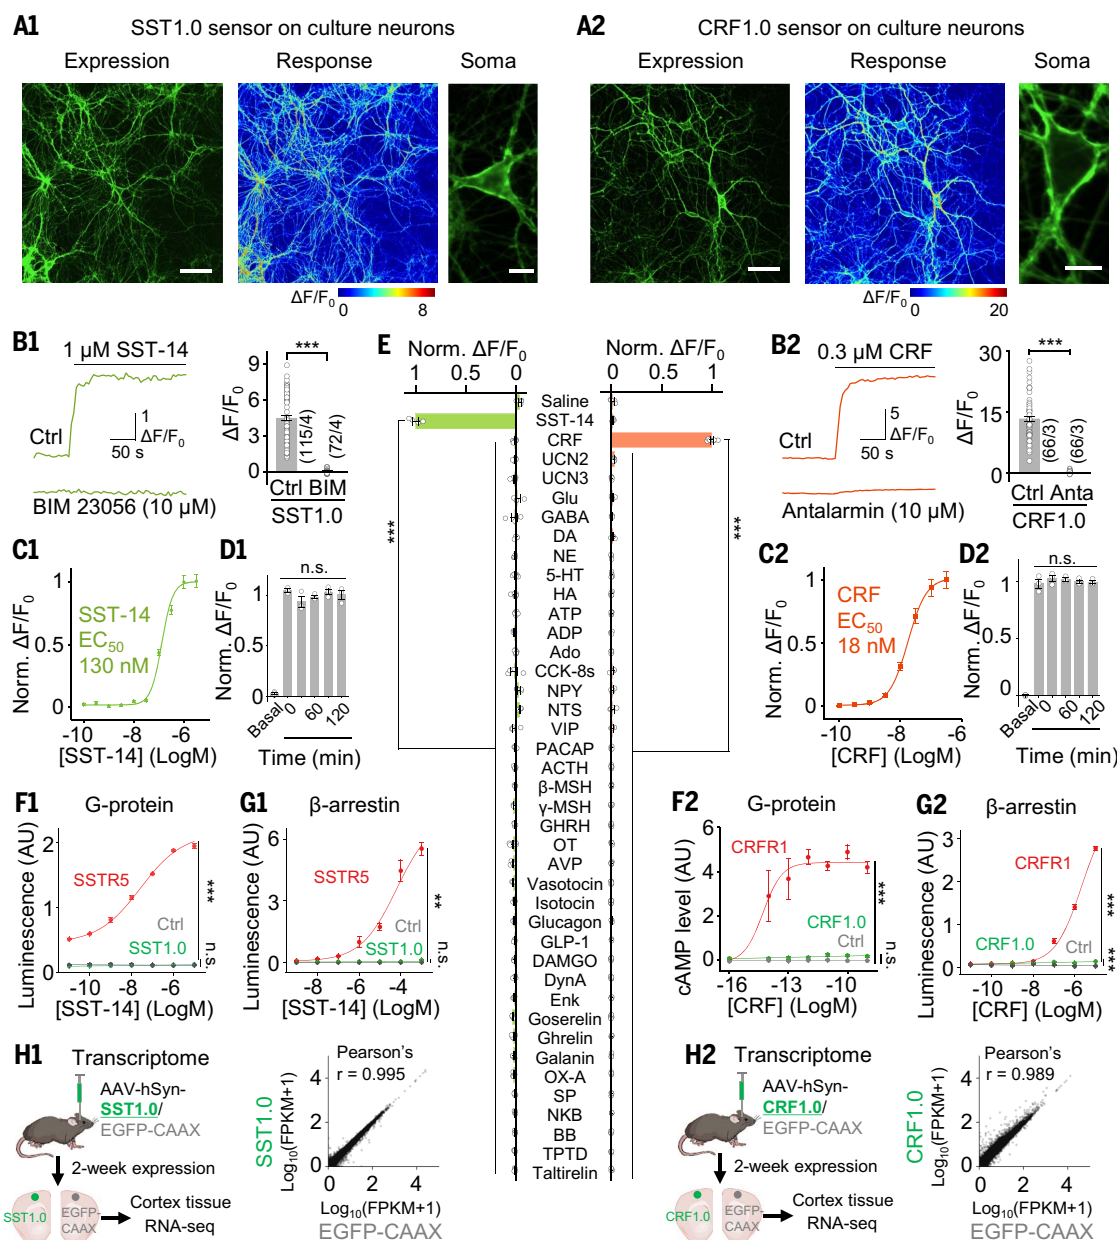 A1
SST1.0 sensor on culture neurons
Expression
Response
Soma
ΔF/F0
0
8
A2
CRF1.0 sensor on culture neurons
Expression
Response
Soma
ΔF/F0
0
20
B1
1 μM SST-14
Ctrl
1
ΔF/F0
50 s
BIM 23056 (10 μM)
***
ΔF/F0
9
6
3
0
(115/4)
(72/4)
Ctrl BIM
SST1.0
E
Norm. ΔF/F0
1 0.5 0
Norm. ΔF/F0
0 0.5 1
Saline
SST-14
CRF
UCN2
UCN3
Glu
GABA
DA
NE
5-HT
HA
ATP
ADP
Ado
CCK-8s
NPY
NTS
VIP
PACAP
ACTH
β-MSH
γ-MSH
GHRH
OT
AVP
Vasotocin
Isotocin
Glucagon
GLP-1
DAMGO
DynA
Enk
Goserelin
Ghrelin
Galanin
OX-A
SP
NKB
BB
TPTD
Taltirelin
***
***
B2
0.3 μM CRF
Ctrl
5
ΔF/F0
50 s
Antalarmin (10 μM)
***
ΔF/F0
30
15
0
(66/3)
(66/3)
Ctrl Anta
CRF1.0
C1
Norm. ΔF/F0
1
0.5
0
SST-14
EC50
130 nM
-10 -8 -6
[SST-14] (LogM)
D1
n.s.
Norm. ΔF/F0
1
0.5
0
Basal 0 60 120
Time (min)
C2
Norm. ΔF/F0
1
0.5
0
CRF
EC50
18 nM
-10 -8 -6
[CRF] (LogM)
D2
n.s.
Norm. ΔF/F0
1
0.5
0
Basal 0 60 120
Time (min)
F1
G-protein
Luminescence (AU)
2
1
0
SSTR5
Ctrl
SST1.0
***
n.s.
-10 -8 -6
[SST-14] (LogM)
G1
β-arrestin
Luminescence (AU)
6
3
0
SSTR5
Ctrl
SST1.0
**
n.s.
-8 -6 -4
[SST-14] (LogM)
F2
G-protein
cAMP level (AU)
6
4
2
0
CRFR1
CRF1.0
Ctrl
***
n.s.
-16 -13 -10
[CRF] (LogM)
G2
β-arrestin
Luminescence (AU)
3
2
1
0
CRFR1
CRF1.0
Ctrl
***
***
-10 -8 -6
[CRF] (LogM)
H1
Transcriptome
AAV-hSyn-
SST1.0/
EGFP-CAAX
2-week expression
SST1.0
EGFP-
CAAX
Cortex tissue
RNA-seq
Pearson's
r = 0.995
SST1.0
Log10(FPKM+1)
4
2
0
0 2 4
Log10(FPKM+1)
EGFP-CAAX
H2
Transcriptome
AAV-hSyn-
CRF1.0/
EGFP-CAAX
2-week expression
CRF1.0
EGFP-
CAAX
Cortex tissue
RNA-seq
Pearson's
r = 0.989
CRF1.0
Log10(FPKM+1)
4
2
0
0 2 4
Log10(FPKM+1)
EGFP-CAAX